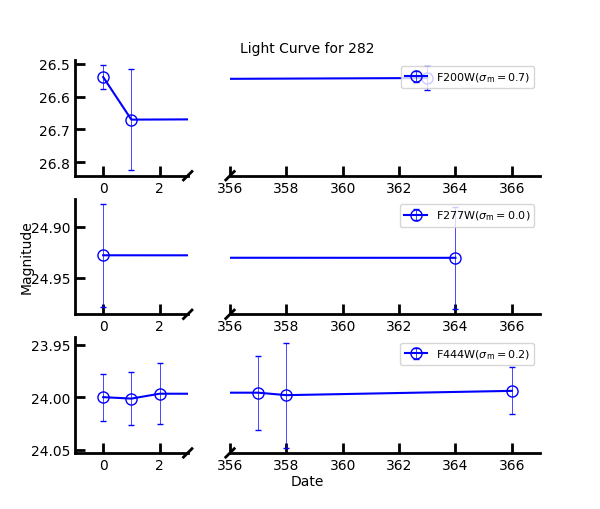 Light Curve for 282
26.5
26.6
26.7
26.8
F200W(σm = 0.7)
0 2 356 358 360 362 364 366
24.90
24.95
F277W(σm = 0.0)
0 2 356 358 360 362 364 366
Magnitude
23.95
24.00
24.05
F444W(σm = 0.2)
0 2 356 358 360 362 364 366
Date